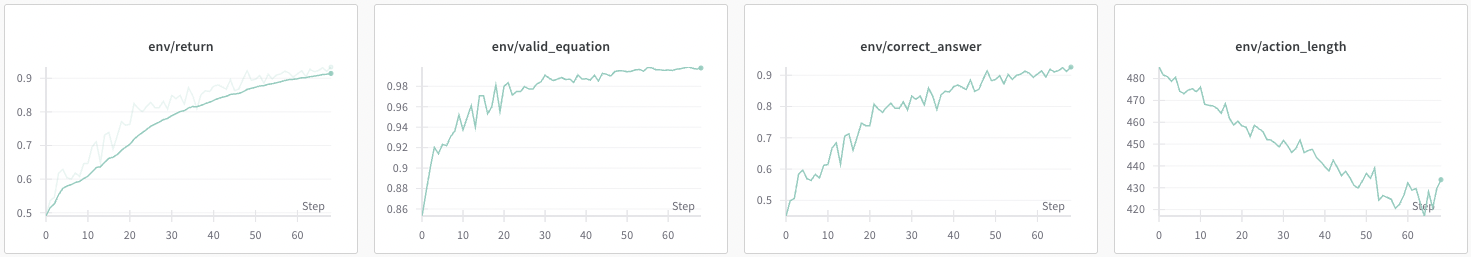 env/return
0.9
0.8
0.7
0.6
0.5
Step
0 10 20 30 40 50 60
env/valid_equation
0.98
0.96
0.94
0.92
0.9
0.88
0.86
Step
0 10 20 30 40 50 60
env/correct_answer
0.9
0.8
0.7
0.6
0.5
Step
0 10 20 30 40 50 60
env/action_length
480
470
460
450
440
430
420
Step
0 10 20 30 40 50 60